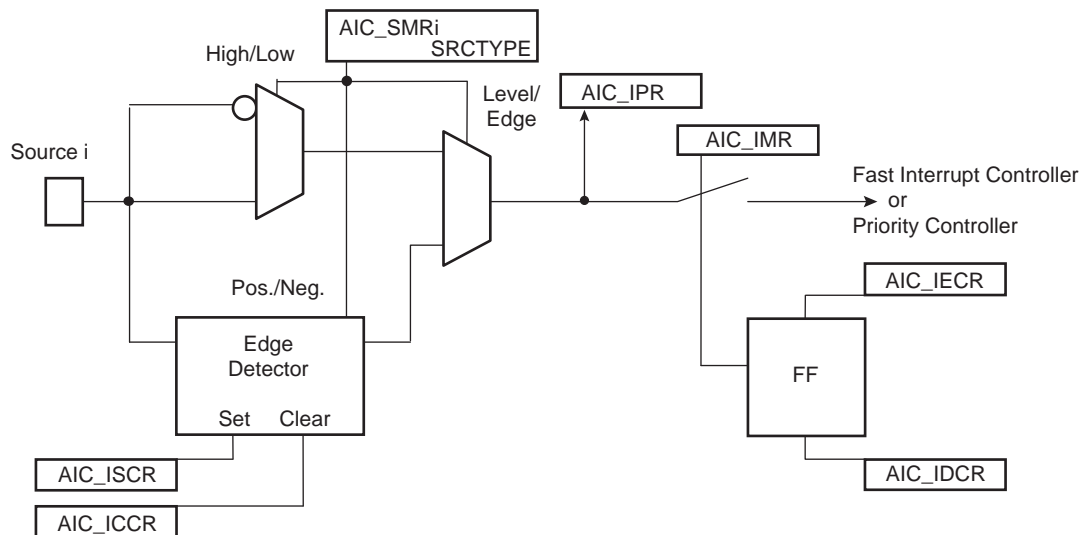 AIC_SMRi
SRCTYPE
High/Low
Level/
Edge
AIC_IPR
AIC_IMR
Source i
Fast Interrupt Controller
or
Priority Controller
Pos./Neg.
AIC_IECR
Edge
Detector
FF
Set Clear
AIC_ISCR
AIC_IDCR
AIC_ICCR